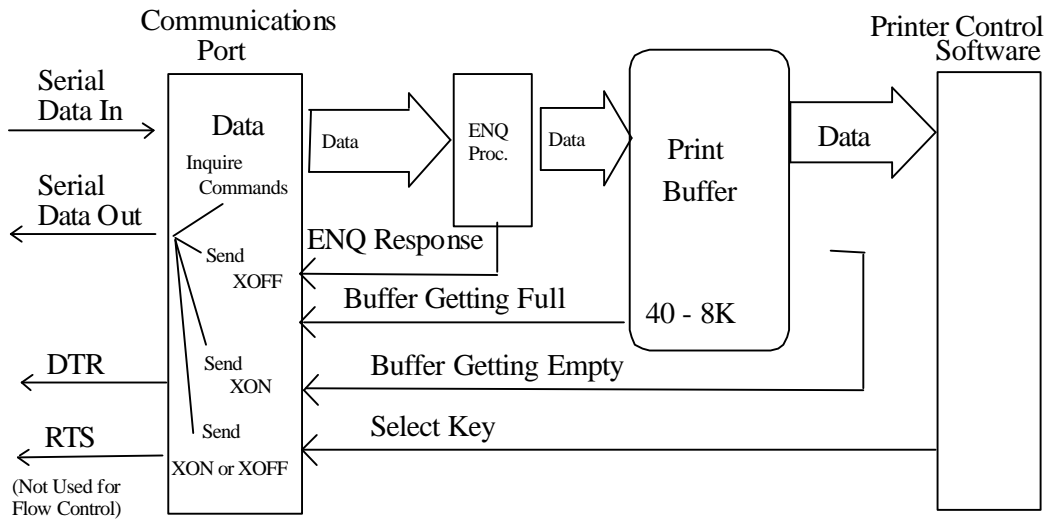 Communications
Port
Printer Control
Software
Serial
Data In
Data
Data
ENQ
Proc.
Data
Print
Buffer
Data
Inquire
Commands
Serial
Data Out
Send
XOFF
ENQ Response
Buffer Getting Full
40 - 8K
DTR
Send
XON
Buffer Getting Empty
RTS
Send
XON or XOFF
Select Key
(Not Used for
Flow Control)